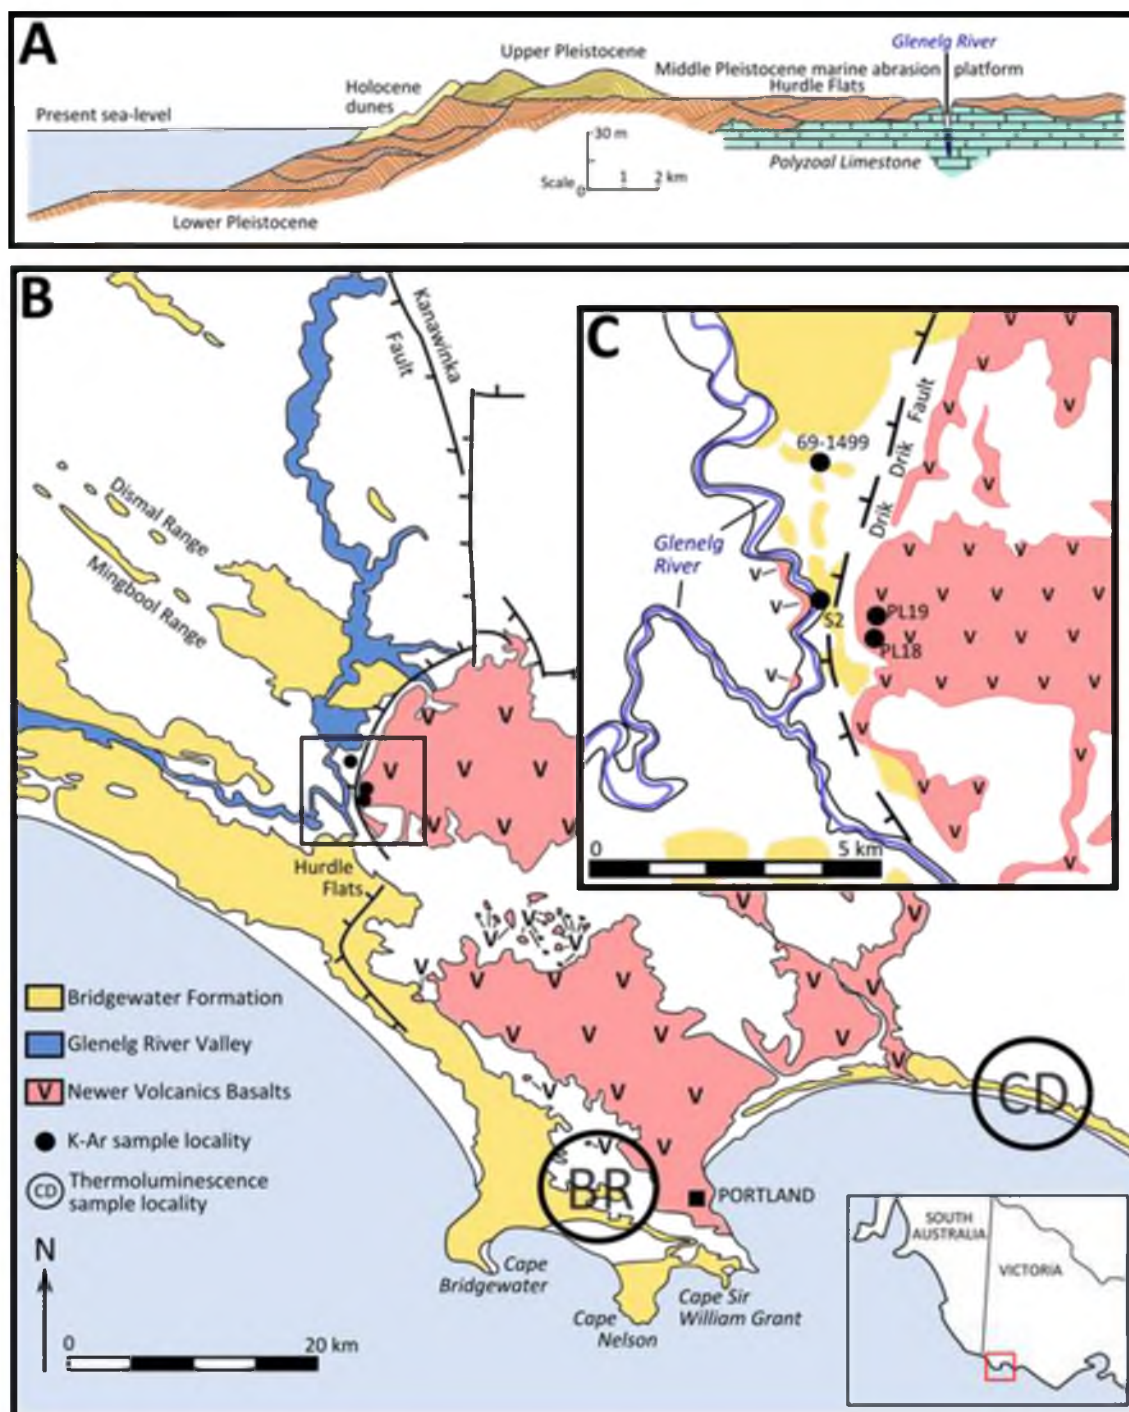 A
Upper Pleistocene
Glenelg River
Middle Pleistocene marine abrasion platform
Hurdle Flats
Holocene
dunes
Present sea-level
30 m
Scale
0
1
2 km
Polyzoal Limestone
Lower Pleistocene
B
Kanawinka
Fault
Dismal Range
Mingbool Range
V V
V V V
V V V
Hurdle
Flats
C
V V
V
V V
V V
69-1499
Drik Drik Fault
Glenelg
River
V V V V
V
V V V V
V
S2
PL19
PL18
V V V V
V
V V V V V
V V
V V
V V
0
5 km
V V
V V
V
V V V V V
V V V V
V V V
V
V V
CD
BR
PORTLAND
Bridgewater Formation
Glenelg River Valley
V Newer Volcanics Basalts
K-Ar sample locality
CD Thermoluminescence
sample locality
N
0
20 km
Cape
Bridgewater
Cape
Nelson
Cape Sir
William Grant
SOUTH
AUSTRALIA
VICTORIA